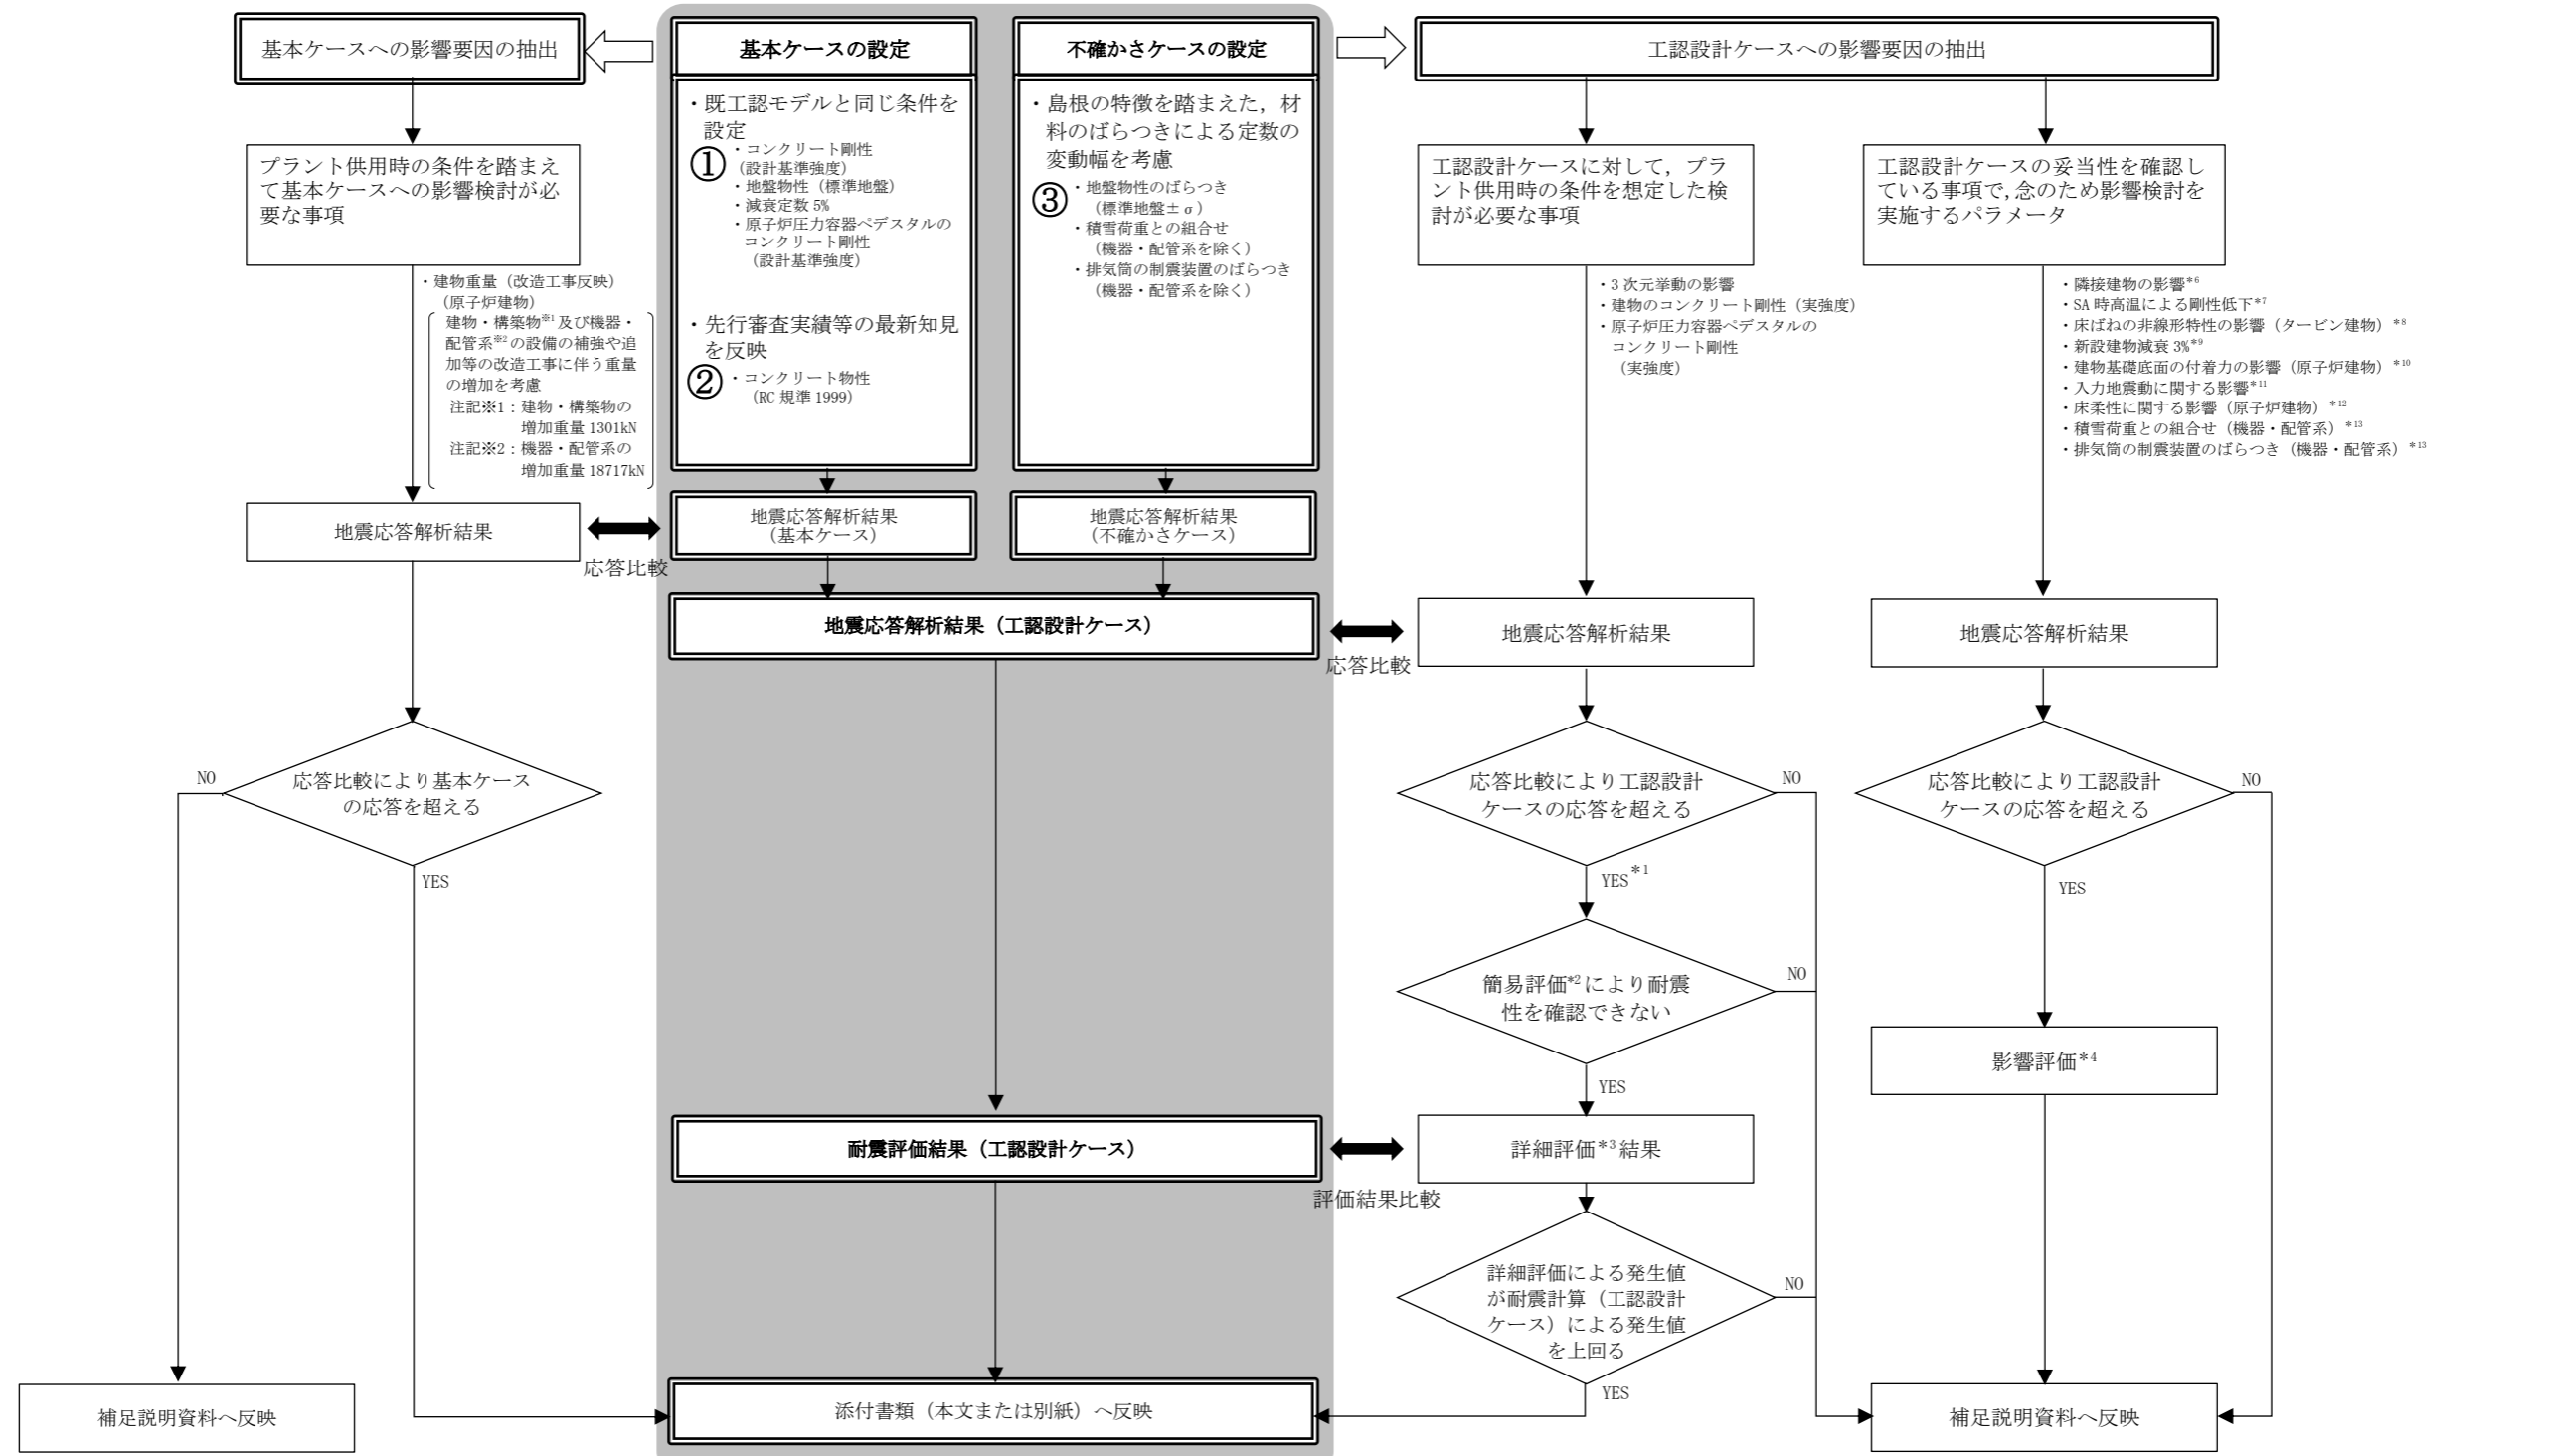 基本ケースへの影響要因の抽出
プラント供用時の条件を踏まえ
て基本ケースへの影響検討が必
要な事項
・建物重量（改造工事反映）
（原子炉建物）
建物・構築物※1及び機器・
配管系※2の設備の補強や追
加等の改造工事に伴う重量
の増加を考慮
注記※1：建物・構築物の
増加重量 1301kN
注記※2：機器・配管系の
増加重量 18717kN
地震応答解析結果
応答比較
応答比較により基本ケース
の応答を超える
NO
YES
補足説明資料へ反映
基本ケースの設定
・既工認モデルと同じ条件を
設定
①
・コンクリート剛性
（設計基準強度）
・地盤物性（標準地盤）
・減衰定数 5%
・原子炉圧力容器ペデスタルの
コンクリート剛性
（設計基準強度）
・先行審査実績等の最新知見
を反映
②
・コンクリート物性
（RC 規準 1999）
不確かさケースの設定
・島根の特徴を踏まえた，材
料のばらつきによる定数の
変動幅を考慮
③
・地盤物性のばらつき
（標準地盤±σ）
・積雪荷重との組合せ
（機器・配管系を除く）
・排気筒の制震装置のばらつき
（機器・配管系を除く）
地震応答解析結果
（基本ケース）
地震応答解析結果
（不確かさケース）
地震応答解析結果（工認設計ケース）
耐震評価結果（工認設計ケース）
添付書類（本文または別紙）へ反映
工認設計ケースへの影響要因の抽出
工認設計ケースに対して，プラ
ント供用時の条件を想定した検
討が必要な事項
・3 次元挙動の影響
・建物のコンクリート剛性（実強度）
・原子炉圧力容器ペデスタルの
コンクリート剛性
（実強度）
地震応答解析結果
応答比較
応答比較により工認設計
ケースの応答を超える
NO
YES＊1
簡易評価*2により耐震
性を確認できない
NO
YES
詳細評価＊3結果
評価結果比較
詳細評価による発生値
が耐震計算（工認設計
ケース）による発生値
を上回る
NO
YES
工認設計ケースの妥当性を確認し
ている事項で，念のため影響検討を
実施するパラメータ
・隣接建物の影響＊6
・SA 時高温による剛性低下＊7
・床ばねの非線形特性の影響（タービン建物）＊8
・新設建物減衰 3%＊9
・建物基礎底面の付着力の影響（原子炉建物）＊10
・入力地震動に関する影響＊11
・床柔性に関する影響（原子炉建物）＊12
・積雪荷重との組合せ（機器・配管系）＊13
・排気筒の制震装置のばらつき（機器・配管系）＊13
地震応答解析結果
応答比較により工認設計
ケースの応答を超える
NO
YES
影響評価＊4
補足説明資料へ反映